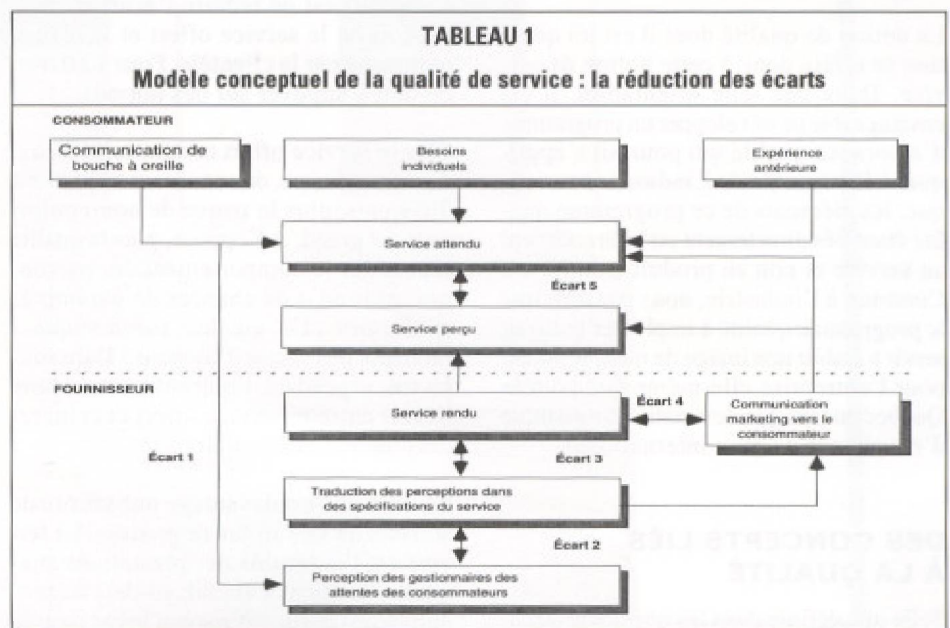 TABLEAU 1
Modèle conceptuel de la qualité de service : la réduction des écarts
CONSOMMATEUR
Communication de
bouche à oreille
Besoins
individuels
Expérience
antérieure
Service attendu
Écart 5
Service perçu
FOURNISSEUR
Service rendu
Écart 4
Communication
marketing vers le
consommateur
Écart 1
Écart 3
Traduction des perceptions dans
des spécifications du service
Écart 2
Perception des gestionnaires des
attentes des consommateurs